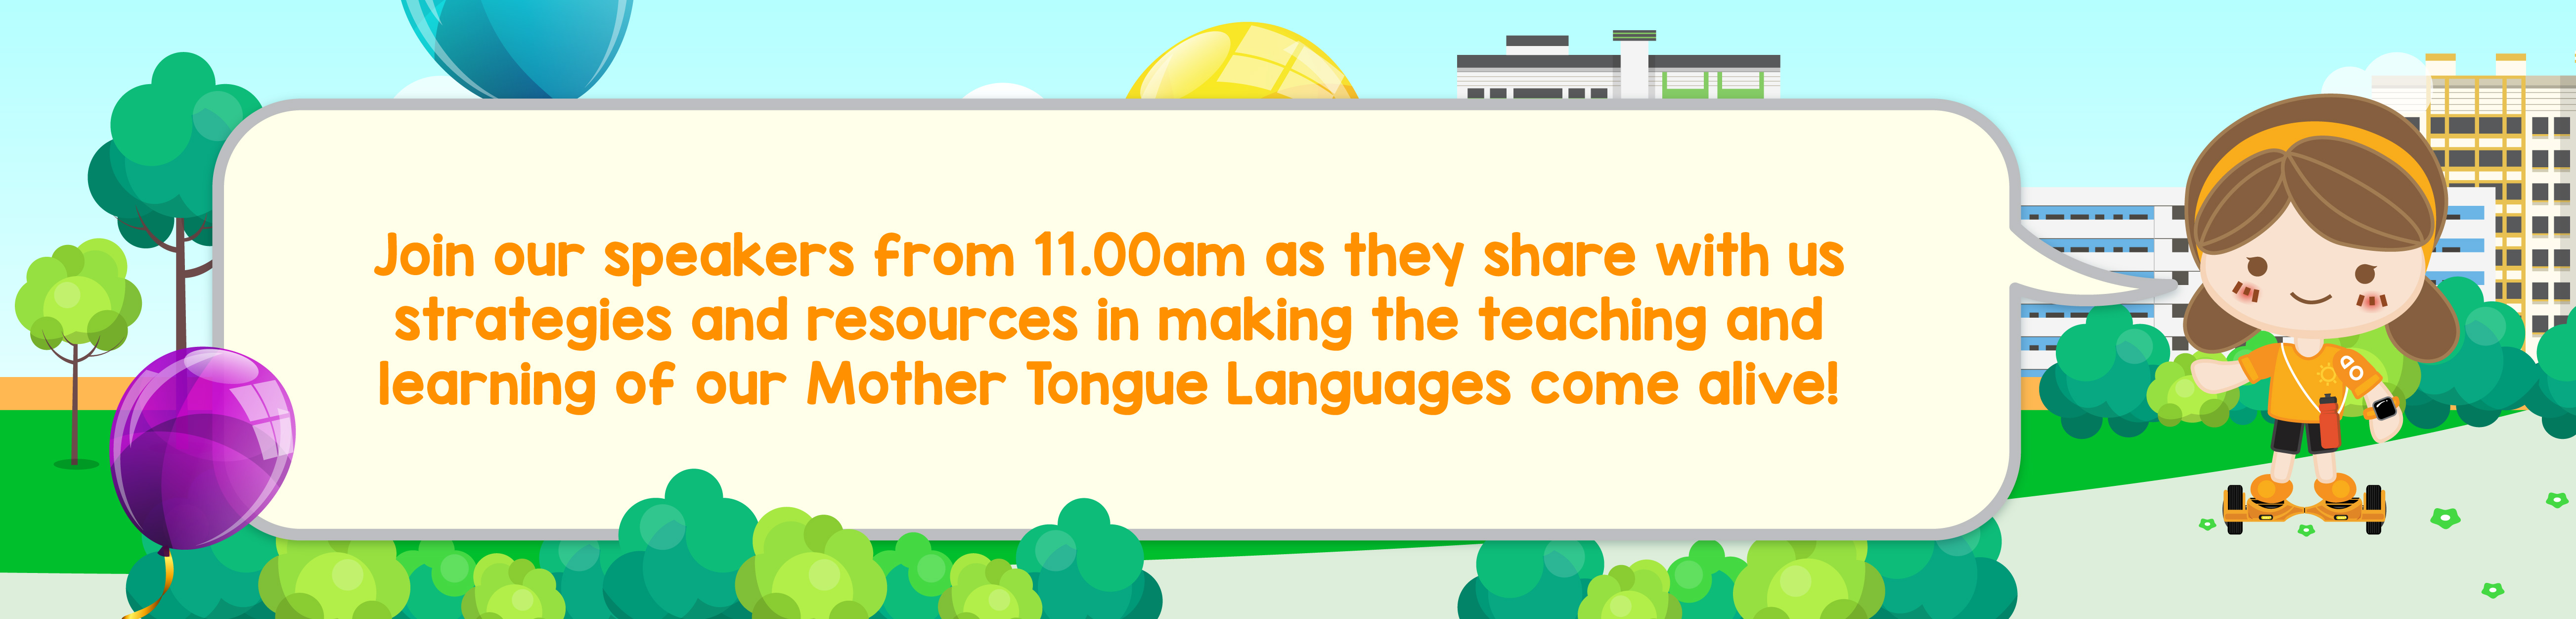 Join our speakers from 11.00am as they share with us
strategies and resources in making the teaching and
learning of our Mother Tongue Languages come alive!